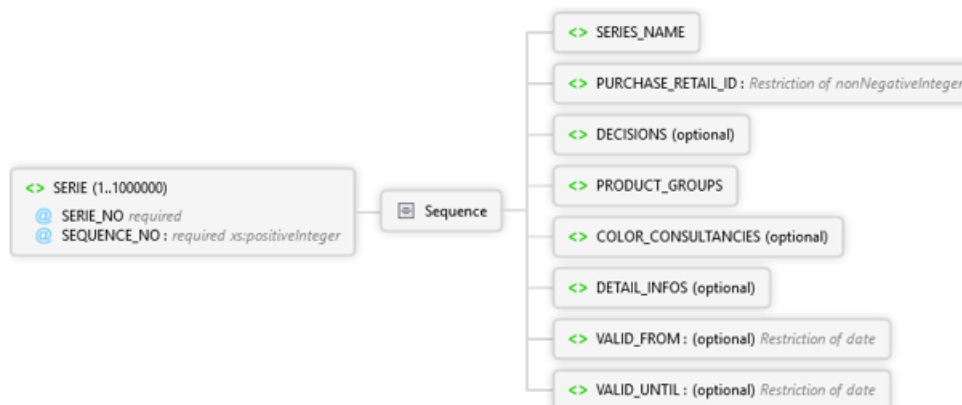 SERIES_NAME
PURCHASE_RETAIL_ID : Restriction of nonNegativeInteger
DECISIONS (optional)
SERIE (1..1000000)
@ SERIE_NO required
@ SEQUENCE_NO : required xs:positiveInteger
Sequence
PRODUCT_GROUPS
COLOR_CONSULTANCIES (optional)
DETAIL_INFOS (optional)
VALID_FROM : (optional) Restriction of date
VALID_UNTIL : (optional) Restriction of date